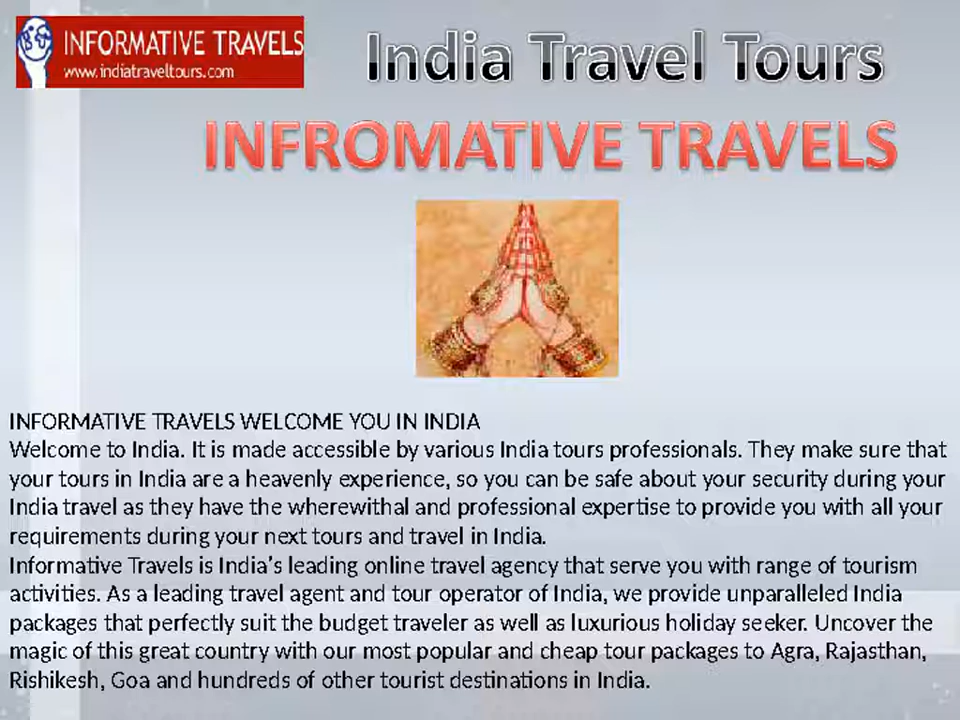 INFORMATIVE TRAVELS
www.indiatraveltours.com
India Travel Tours
INFROMATIVE TRAVELS
INFORMATIVE TRAVELS WELCOME YOU IN INDIA
Welcome to India. It is made accessible by various India tours professionals. They make sure that
your tours in India are a heavenly experience, so you can be safe about your security during your
India travel as they have the wherewithal and professional expertise to provide you with all your
requirements during your next tours and travel in India.
Informative Travels is India’s leading online travel agency that serve you with range of tourism
activities. As a leading travel agent and tour operator of India, we provide unparalleled India
packages that perfectly suit the budget traveler as well as luxurious holiday seeker. Uncover the
magic of this great country with our most popular and cheap tour packages to Agra, Rajasthan,
Rishikesh, Goa and hundreds of other tourist destinations in India.